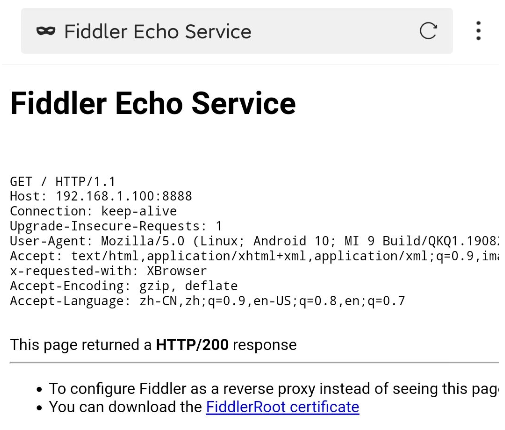 Fiddler Echo Service
Fiddler Echo Service
GET / HTTP/1.1
Host: 192.168.1.100:8888
Connection: keep-alive
Upgrade-Insecure-Requests: 1
User-Agent: Mozilla/5.0 (Linux; Android 10; MI 9 Build/QKQ1.1908
Accept: text/html,application/xhtml+xml,application/xml;q=0.9,ima
x-requested-with: XBrowser
Accept-Encoding: gzip, deflate
Accept-Language: zh-CN,zh;q=0.9,en-US;q=0.8,en;q=0.7
This page returned a HTTP/200 response
• To configure Fiddler as a reverse proxy instead of seeing this pag
• You can download the FiddlerRoot certificate